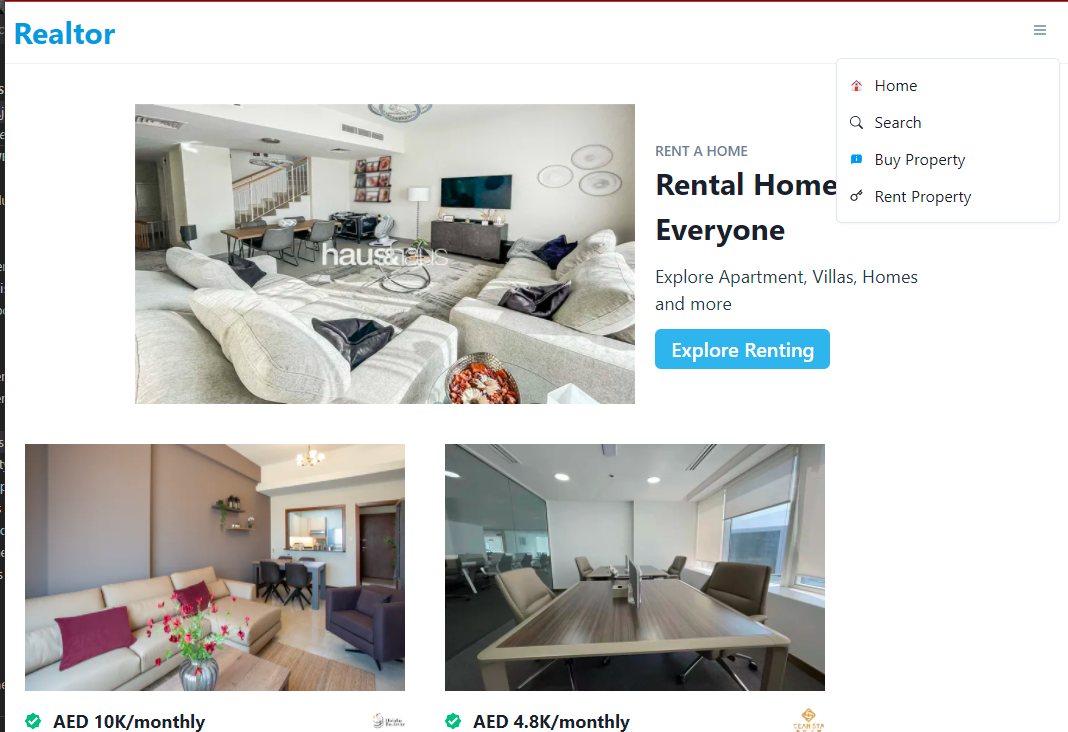 Realtor
Home
Search
Buy Property
Rent Property
RENT A HOME
Rental Home
Everyone
Explore Apartment, Villas, Homes
and more
Explore Renting
haus&haus
AED 10K/monthly
AED 4.8K/monthly